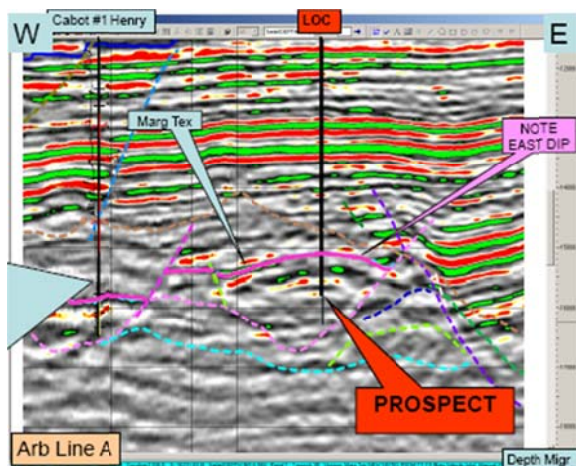 W
Cabot #1 Henry
LOC
E
Marg Tex
NOTE
EAST DIP
PROSPECT
Arb Line A
Depth Migr